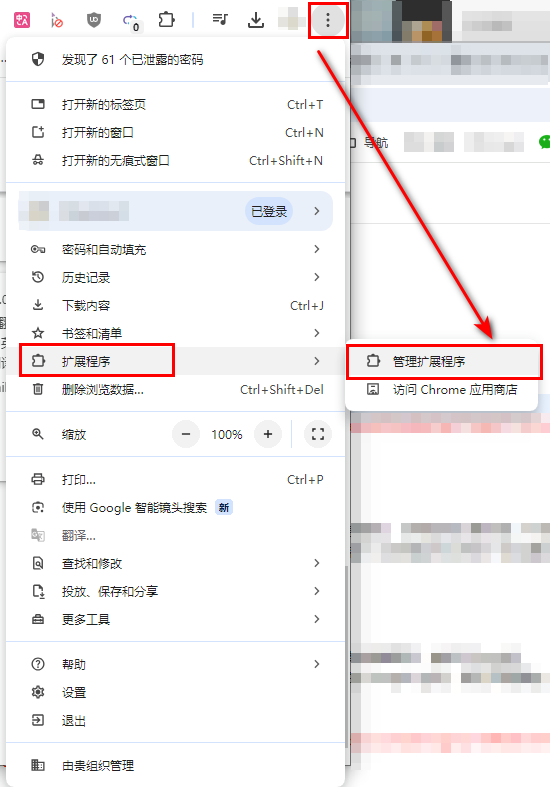 中A
UD
0
发现了 61 个已泄露的密码
打开新的标签页 Ctrl+T
打开新的窗口 Ctrl+N
打开新的无痕式窗口 Ctrl+Shift+N
导航
已登录
密码和自动填充
历史记录
下载内容 Ctrl+J
书签和清单
扩展程序
管理扩展程序
删除浏览数据... Ctrl+Shift+Del
访问 Chrome 应用商店
缩放 100%
打印... Ctrl+P
使用 Google 智能镜头搜索 新
翻译...
查找和修改
投放、保存和分享
更多工具
帮助
设置
退出
由贵组织管理